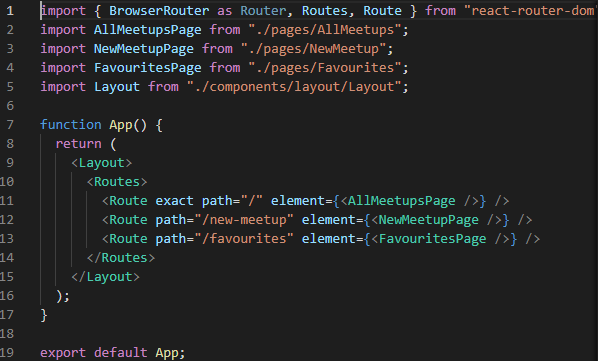 1 import { BrowserRouter as Router, Routes, Route } from "react-router-dom"
2 import AllMeetupsPage from "./pages/AllMeetups";
3 import NewMeetupPage from "./pages/NewMeetup";
4 import FavouritesPage from "./pages/Favourites";
5 import Layout from "./components/layout/Layout";
6
7 function App() {
8   return (
9     <Layout>
10       <Routes>
11         <Route exact path="/" element={<AllMeetupsPage />} />
12         <Route path="/new-meetup" element={<NewMeetupPage />} />
13         <Route path="/favourites" element={<FavouritesPage />} />
14       </Routes>
15     </Layout>
16   );
17 }
18
19 export default App;